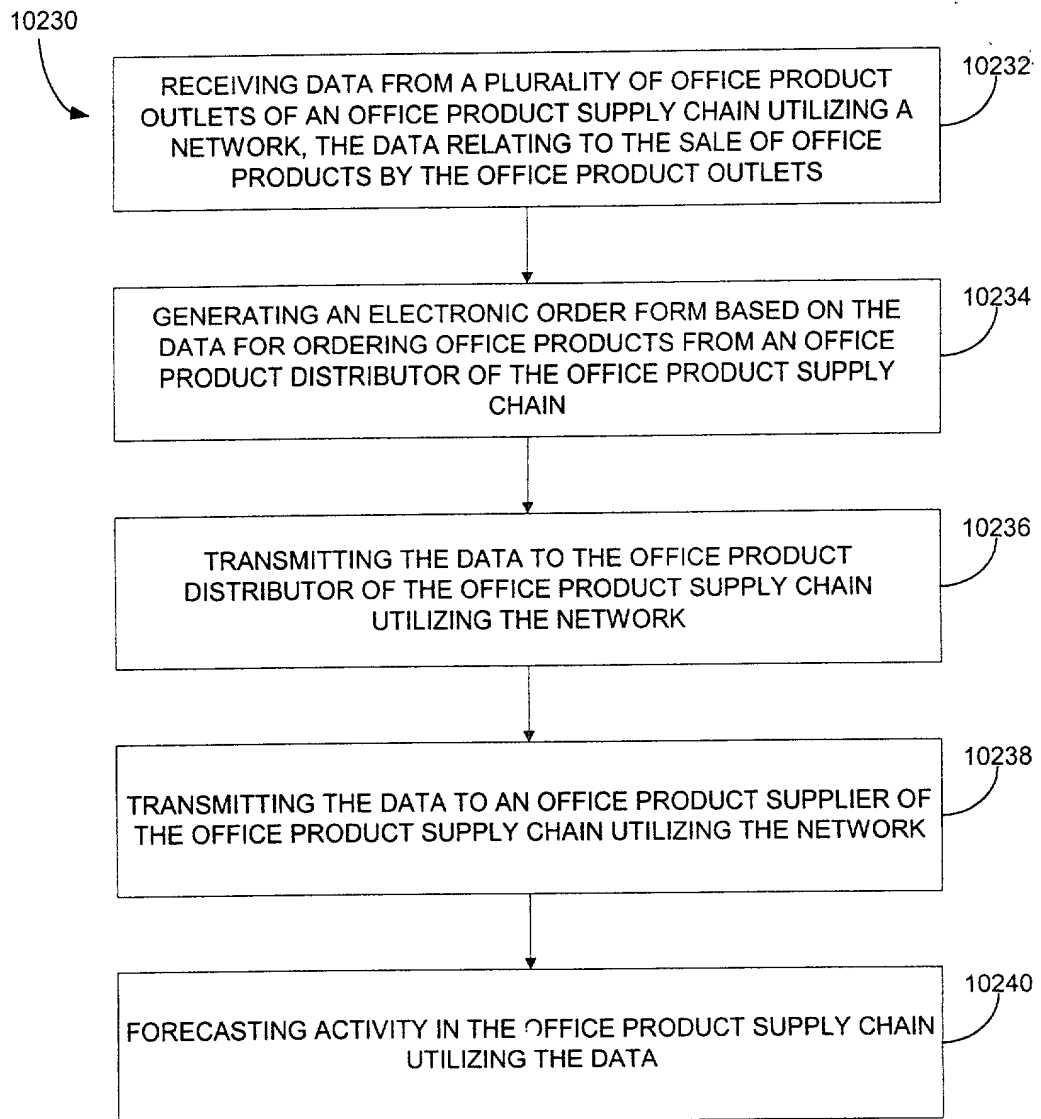 10230
10232
RECEIVING DATA FROM A PLURALITY OF OFFICE PRODUCT
OUTLETS OF AN OFFICE PRODUCT SUPPLY CHAIN UTILIZING A
NETWORK, THE DATA RELATING TO THE SALE OF OFFICE
PRODUCTS BY THE OFFICE PRODUCT OUTLETS
10234
GENERATING AN ELECTRONIC ORDER FORM BASED ON THE
DATA FOR ORDERING OFFICE PRODUCTS FROM AN OFFICE
PRODUCT DISTRIBUTOR OF THE OFFICE PRODUCT SUPPLY
CHAIN
10236
TRANSMITTING THE DATA TO THE OFFICE PRODUCT
DISTRIBUTOR OF THE OFFICE PRODUCT SUPPLY CHAIN
UTILIZING THE NETWORK
10238
TRANSMITTING THE DATA TO AN OFFICE PRODUCT SUPPLIER OF
THE OFFICE PRODUCT SUPPLY CHAIN UTILIZING THE NETWORK
10240
FORECASTING ACTIVITY IN THE OFFICE PRODUCT SUPPLY CHAIN
UTILIZING THE DATA